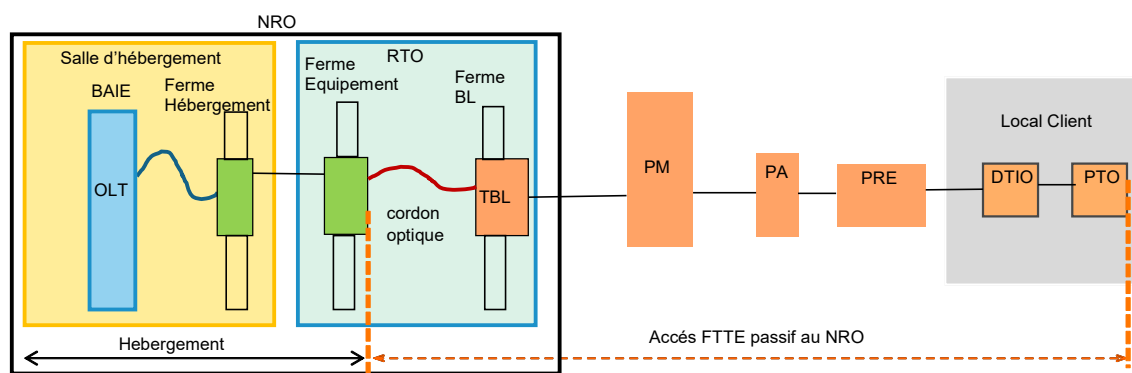 NRO
Salle d'hébergement
RTO
BAIE
Ferme
Hébergement
Ferme
Equipement
Ferme
BL
OLT
TBL
cordon
optique
PM
PA
PRE
Local Client
DTIO
PTO
Hebergement
Accés FTTE passif au NRO